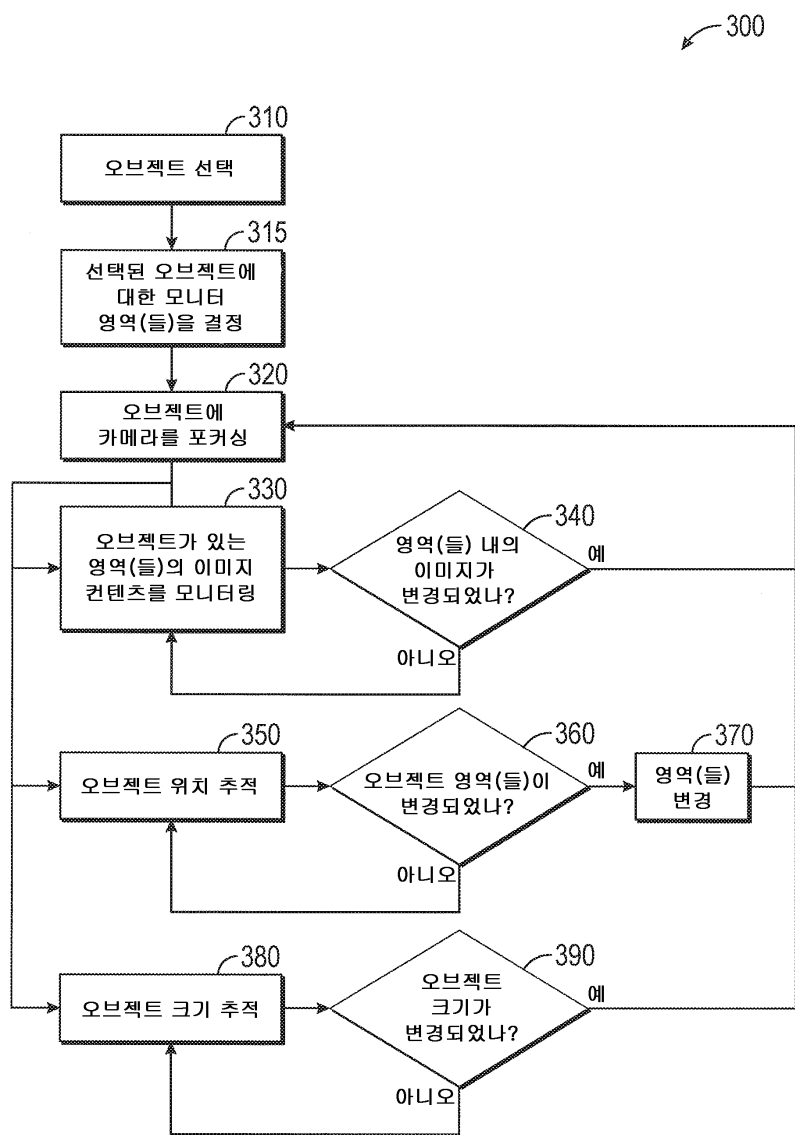 300
310
오브젝트 선택
315
선택된 오브젝트에
대한 모니터
영역(들)을 결정
320
오브젝트에
카메라를 포커싱
330
오브젝트가 있는
영역(들)의 이미지
컨텐츠를 모니터링
340
영역(들) 내의
이미지가
변경되었나?
예
아니오
350
오브젝트 위치 추적
360
오브젝트 영역(들)이
변경되었나?
예
아니오
370
영역(들)
변경
380
오브젝트 크기 추적
390
오브젝트
크기가
변경되었나?
예
아니오